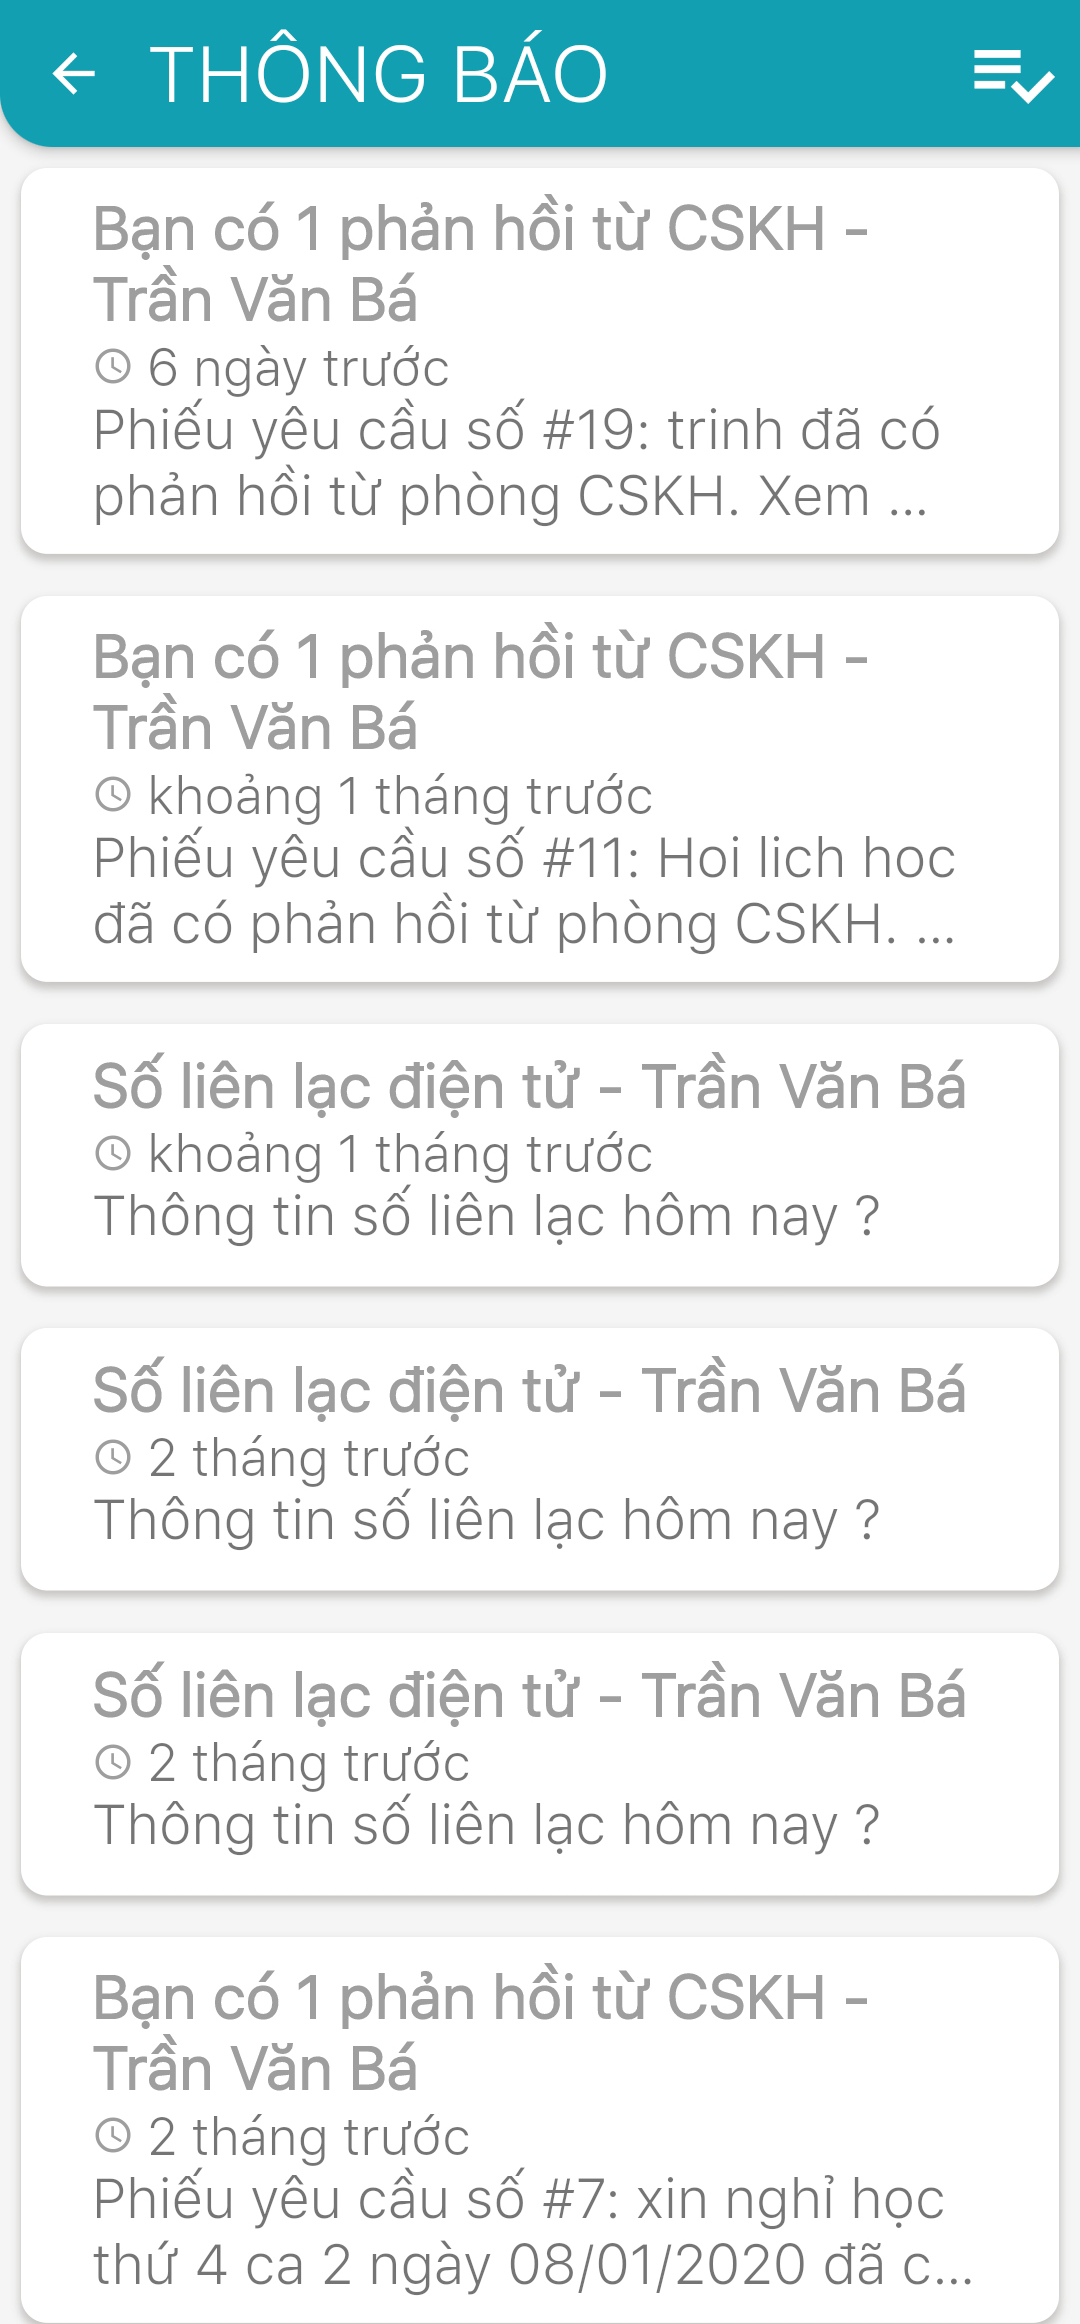 THÔNG BÁO
Bạn có 1 phản hồi từ CSKH -
Trần Văn Bá
6 ngày trước
Phiếu yêu cầu số #19: trinh đã có
phản hồi từ phòng CSKH. Xem ...
Bạn có 1 phản hồi từ CSKH -
Trần Văn Bá
khoảng 1 tháng trước
Phiếu yêu cầu số #11: Hoi lich hoc
đã có phản hồi từ phòng CSKH. ...
Số liên lạc điện tử - Trần Văn Bá
khoảng 1 tháng trước
Thông tin số liên lạc hôm nay ?
Số liên lạc điện tử - Trần Văn Bá
2 tháng trước
Thông tin số liên lạc hôm nay ?
Số liên lạc điện tử - Trần Văn Bá
2 tháng trước
Thông tin số liên lạc hôm nay ?
Bạn có 1 phản hồi từ CSKH -
Trần Văn Bá
2 tháng trước
Phiếu yêu cầu số #7: xin nghỉ học
thứ 4 ca 2 ngày 08/01/2020 đã c...